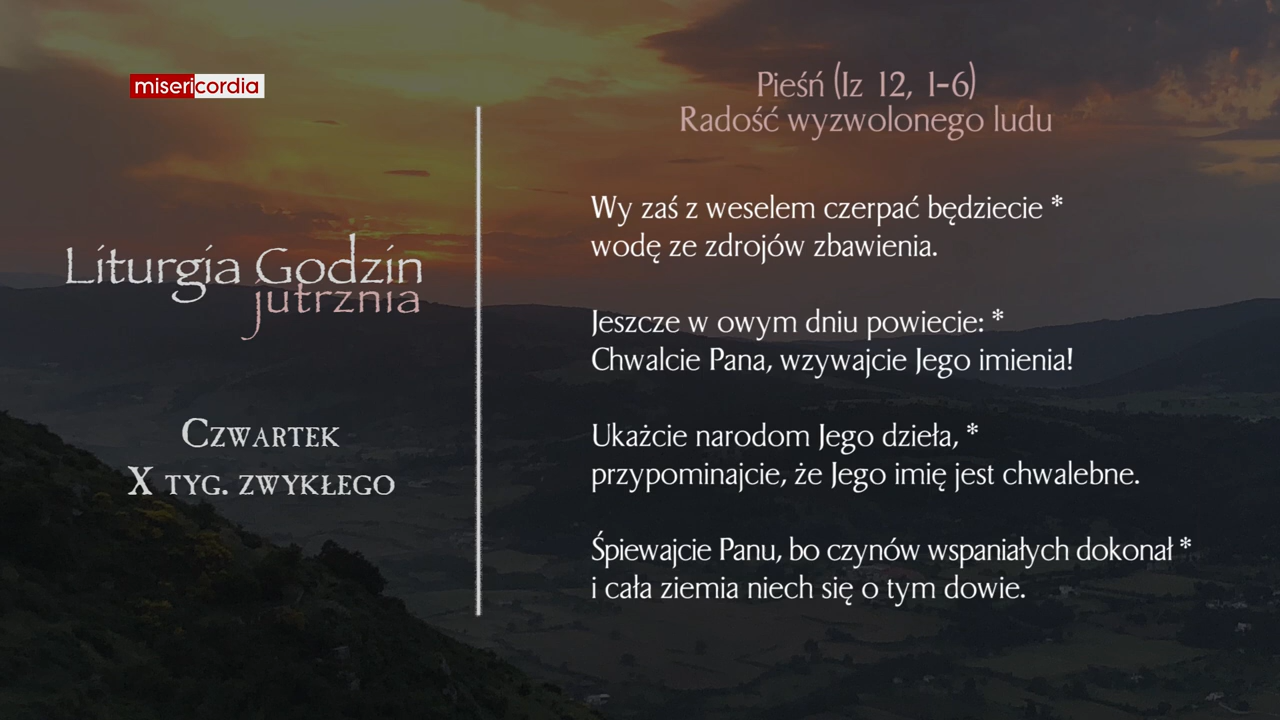 misericordia
Liturgia Godzin
jutrznia
Czwartek
X tyg. zwykłego
Pieśń (Iz 12, 1-6)
Radość wyzwolonego ludu
Wy zaś z weselem czerpać będziecie *
wodę ze zdrojów zbawienia.
Jeszcze w owym dniu powiecie: *
Chwalcie Pana, wzywajcie Jego imienia!
Ukażcie narodom Jego dzieła, *
przypominajcie, że Jego imię jest chwalebne.
Śpiewajcie Panu, bo czynów wspaniałych dokonał *
i cała ziemia niech się o tym dowie.